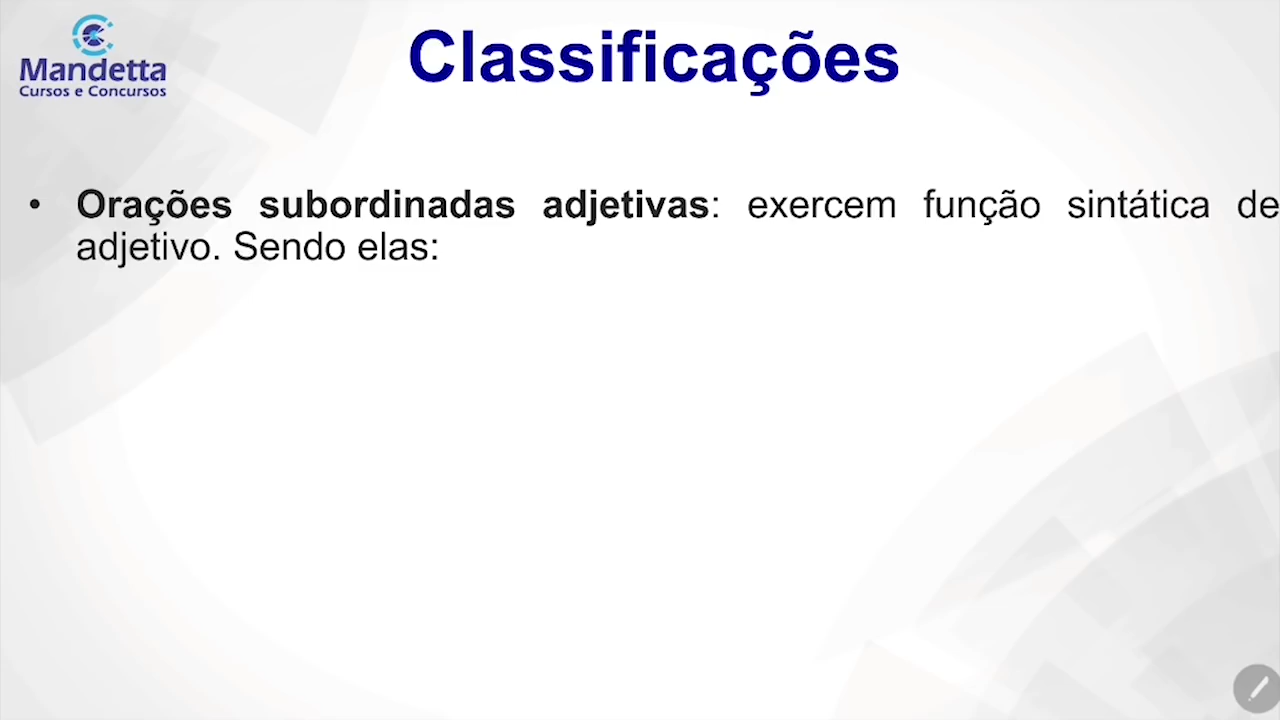 Mandetta
Cursos e Concursos
Classificações
• Orações subordinadas adjetivas: exercem função sintática de
adjetivo. Sendo elas: